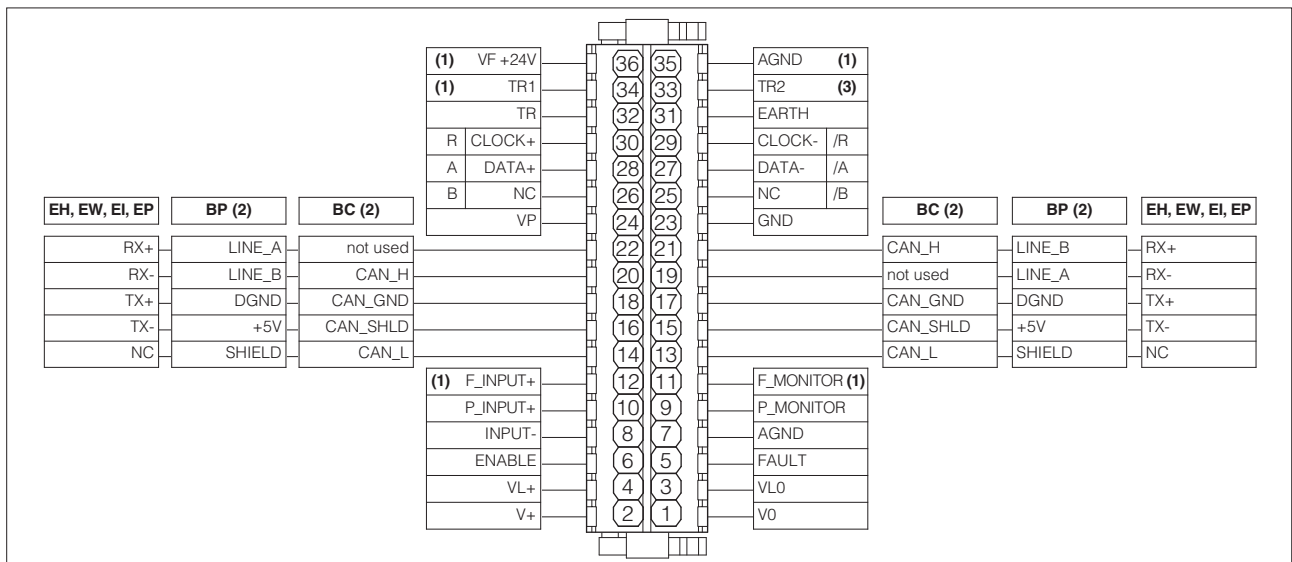 (1) VF +24V 36 35 AGND (1)
(1) TR1 34 33 TR2 (3)
TR 32 31 EARTH
R CLOCK+ 30 29 CLOCK- /R
A DATA+ 28 27 DATA- /A
B NC 26 25 NC /B
VP 24 23 GND
EH, EW, EI, EP BP (2) BC (2) BC (2) BP (2) EH, EW, EI, EP
RX+ LINE_A not used 22 21 CAN_H LINE_B RX+
RX- LINE_B CAN_H 20 19 not used LINE_A RX-
TX+ DGND CAN_GND 18 17 CAN_GND DGND TX+
TX- +5V CAN_SHLD 16 15 CAN_SHLD +5V TX-
NC SHIELD CAN_L 14 13 CAN_L SHIELD NC
(1) F_INPUT+ 12 11 F_MONITOR (1)
P_INPUT+ 10 9 P_MONITOR
INPUT- 8 7 AGND
ENABLE 6 5 FAULT
VL+ 4 3 VL0
V+ 2 1 V0